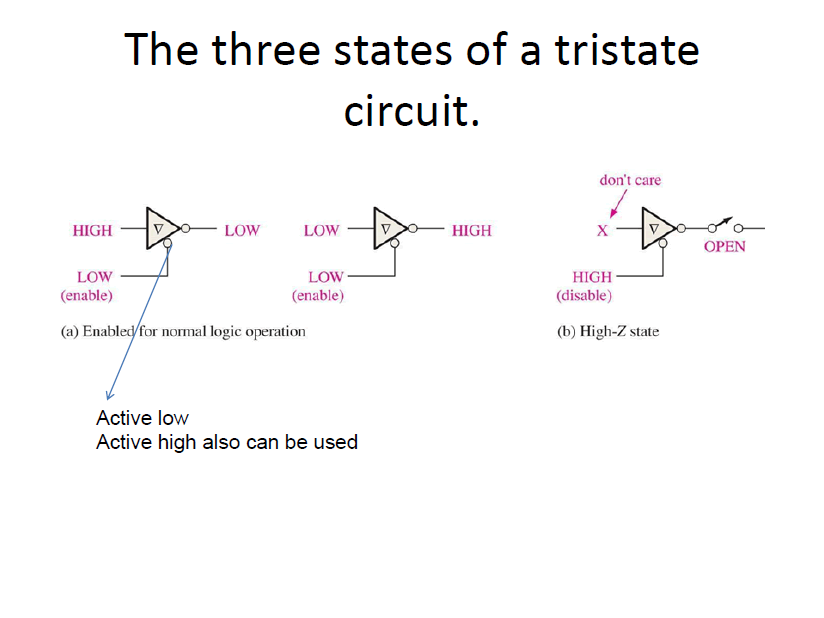 The three states of a tristate
circuit.
don't care
HIGH LOW LOW HIGH X
OPEN
LOW LOW HIGH
(enable) (enable) (disable)
(a) Enabled for normal logic operation (b) High-Z state
Active low
Active high also can be used